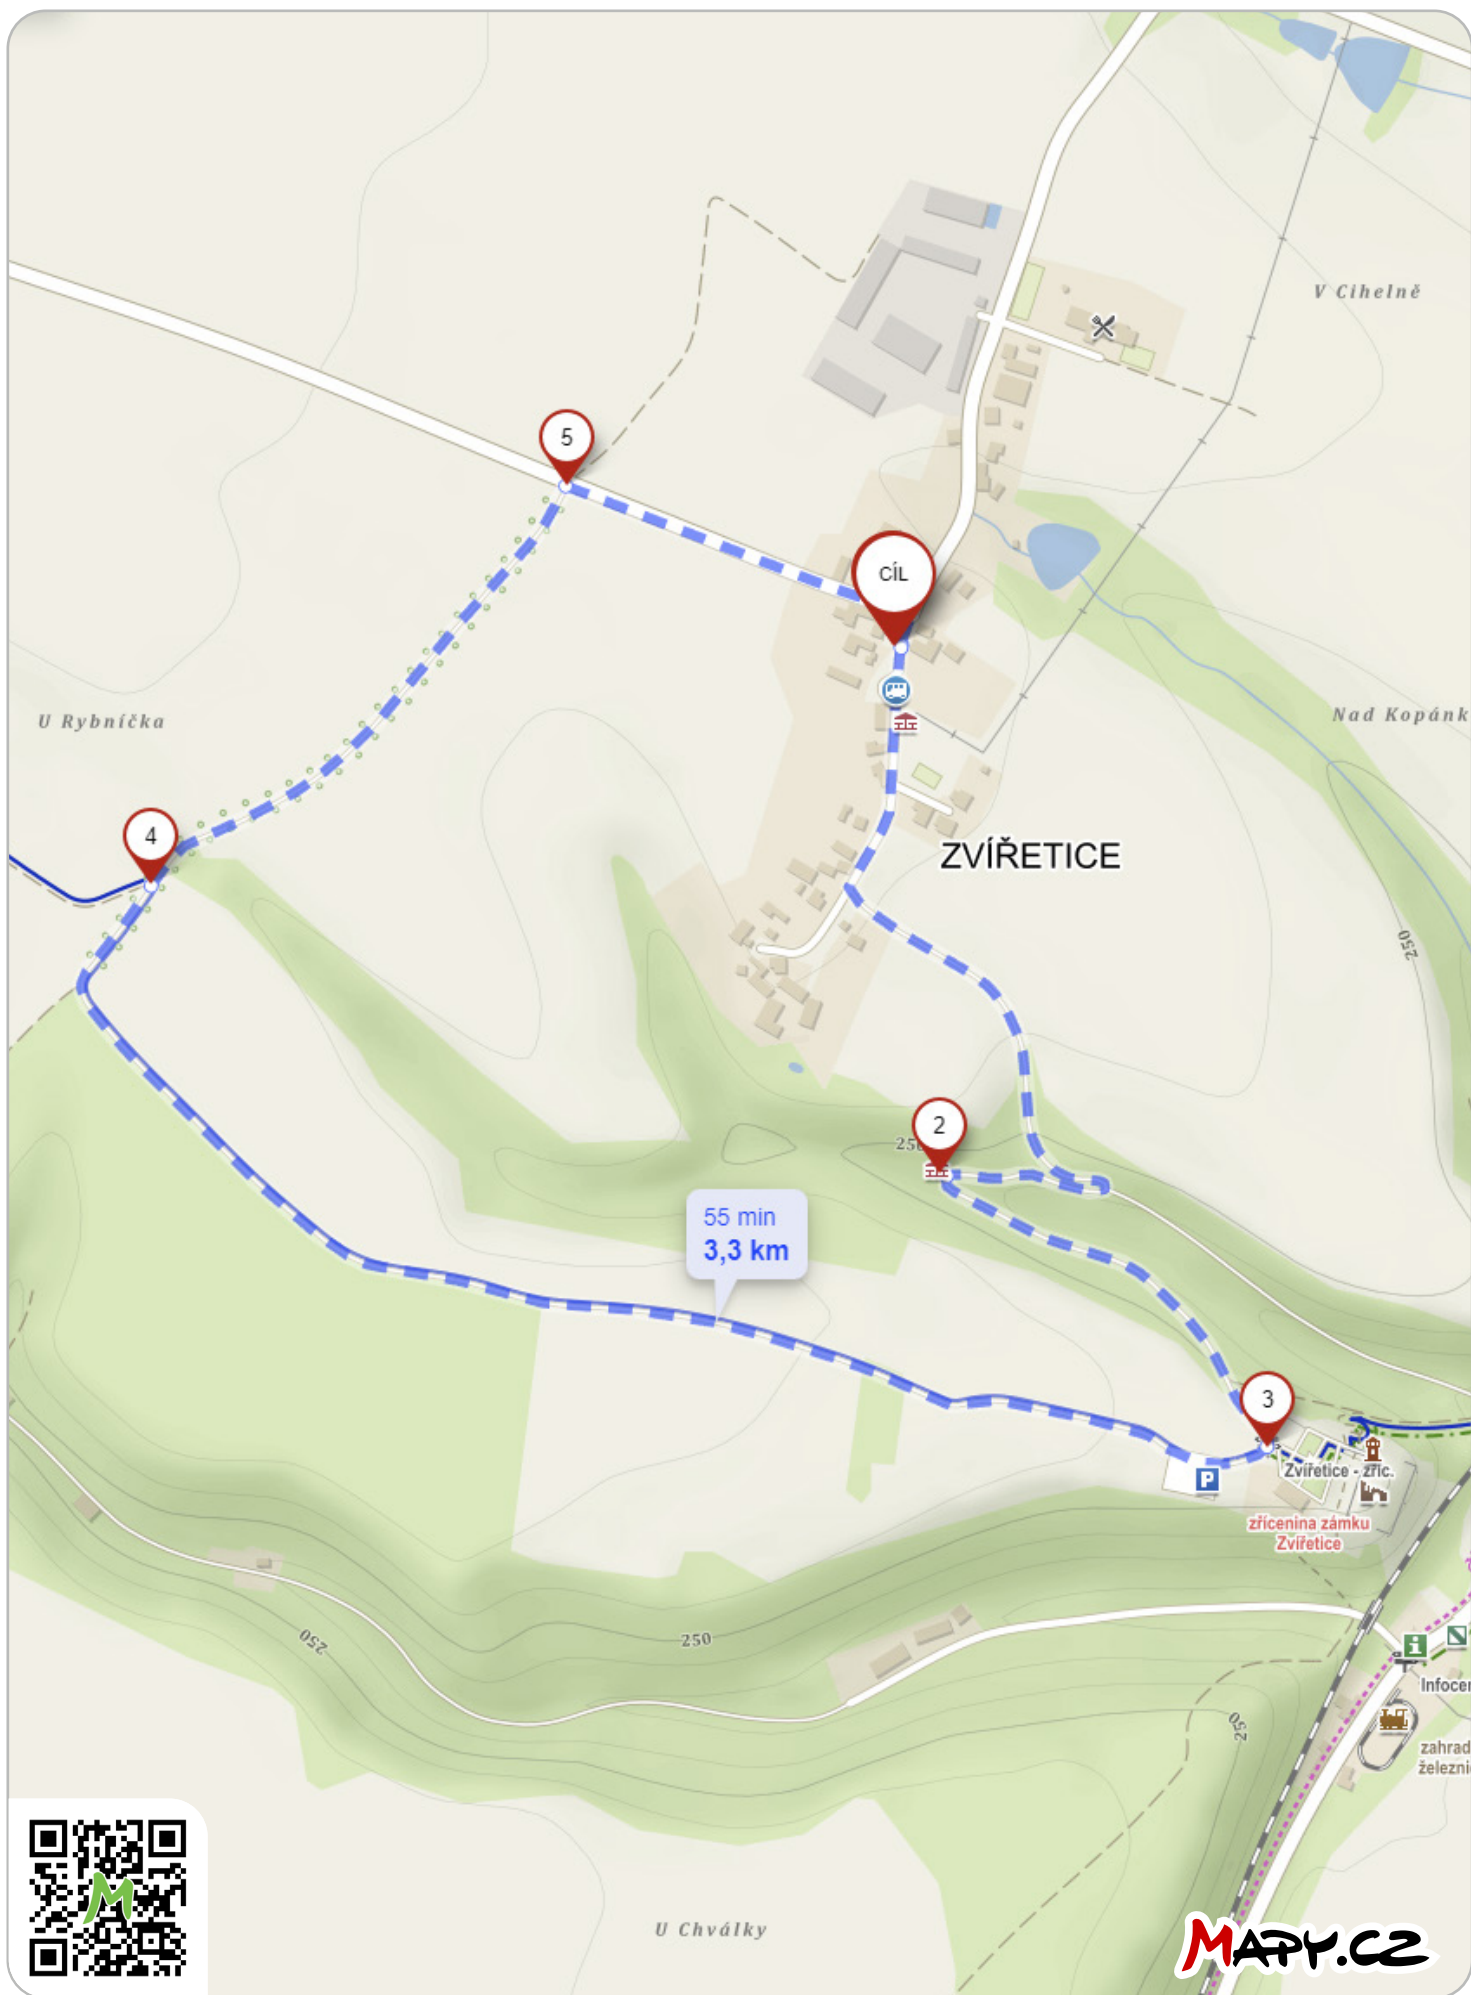 V Cihelně
5
CÍL
U Rybníčka
Nad Kopánk
4
ZVÍŘETICE
250
2
250
55 min
3,3 km
3
P
Zvířetice - zříc.
zřícenina zámku
Zvířetice
250
250
i
Infocen
250
zahrad
železni
U Chválky
M
MAPY.CZ